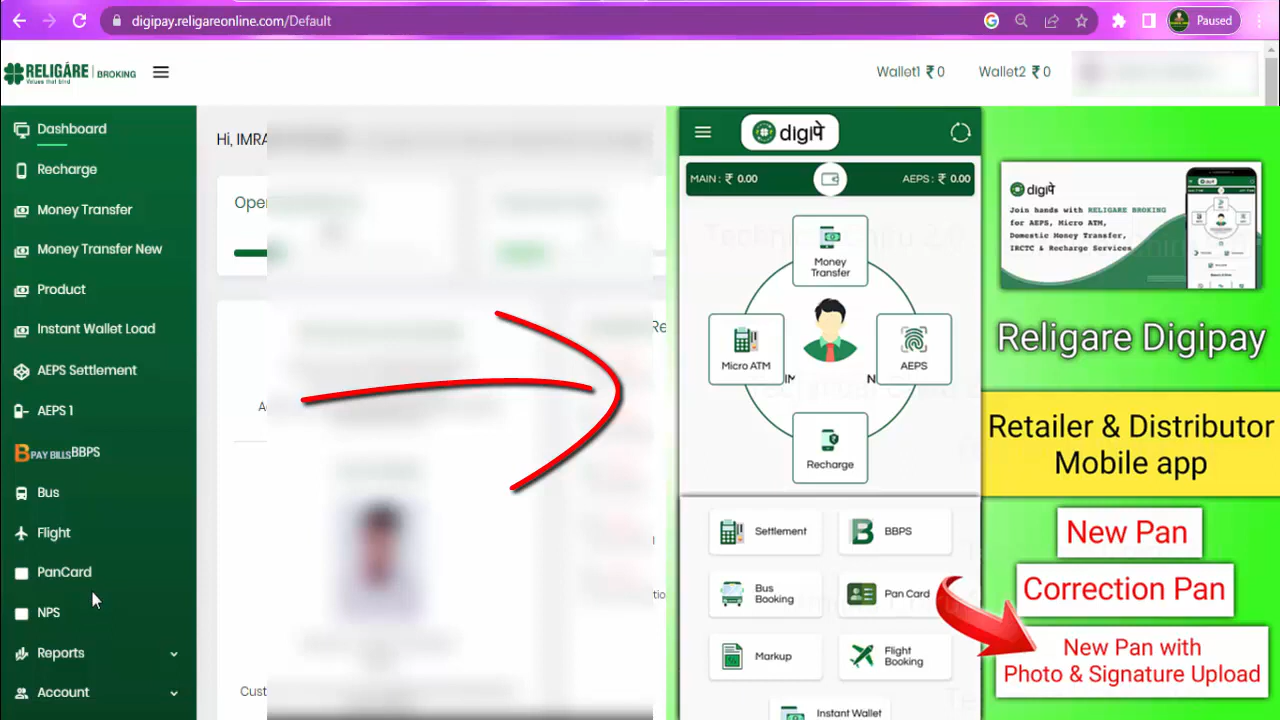 digipay.religareonline.com/Default
Paused
RELIGARE BROKING
Values that bind
Wallet1 ₹ 0
Wallet2 ₹ 0
Dashboard
Recharge
Money Transfer
Money Transfer New
Product
Instant Wallet Load
AEPS Settlement
AEPS 1
B PAY BILLS BBPS
Bus
Flight
PanCard
NPS
Reports
Account
Hi, IMRA
Ope
Re
Cust
digiपे
MAIN : ₹ 0.00
AEPS : ₹ 0.00
Money
Transfer
Micro ATM
AEPS
IM
N
Recharge
Settlement
BBPS
Bus
Booking
Pan Card
Markup
Flight
Booking
Instant Wallet
digiपे
Join hands with RELIGARE BROKING
for AEPS, Micro ATM,
Domestic Money Transfer,
IRCTC & Recharge Services.
Religare Digipay
Retailer & Distributor
Mobile app
New Pan
Correction Pan
New Pan with
Photo & Signature Upload